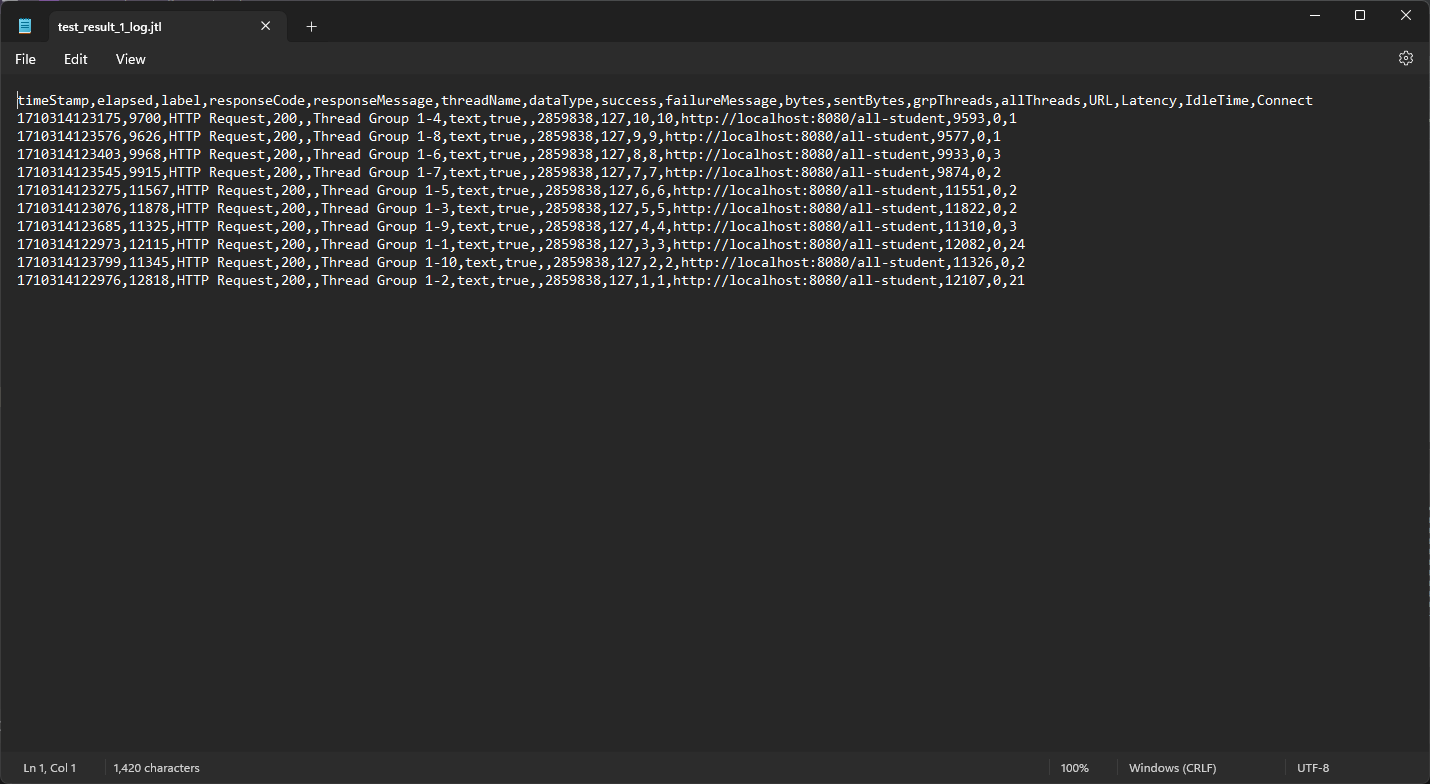 test_result_1_log.jtl
File Edit View
timeStamp,elapsed,label,responseCode,responseMessage,threadName,dataType,success,failureMessage,bytes,sentBytes,grpThreads,allThreads,URL,Latency,IdleTime,Connect
1710314123175,9700,HTTP Request,200,,Thread Group 1-4,text,true,,2859838,127,10,10,http://localhost:8080/all-student,9593,0,1
1710314123576,9626,HTTP Request,200,,Thread Group 1-8,text,true,,2859838,127,9,9,http://localhost:8080/all-student,9577,0,1
1710314123403,9968,HTTP Request,200,,Thread Group 1-6,text,true,,2859838,127,8,8,http://localhost:8080/all-student,9933,0,3
1710314123545,9915,HTTP Request,200,,Thread Group 1-7,text,true,,2859838,127,7,7,http://localhost:8080/all-student,9874,0,2
1710314123275,11567,HTTP Request,200,,Thread Group 1-5,text,true,,2859838,127,6,6,http://localhost:8080/all-student,11551,0,2
1710314123076,11878,HTTP Request,200,,Thread Group 1-3,text,true,,2859838,127,5,5,http://localhost:8080/all-student,11822,0,2
1710314123685,11325,HTTP Request,200,,Thread Group 1-9,text,true,,2859838,127,4,4,http://localhost:8080/all-student,11310,0,3
1710314122973,12115,HTTP Request,200,,Thread Group 1-1,text,true,,2859838,127,3,3,http://localhost:8080/all-student,12082,0,24
1710314123799,11345,HTTP Request,200,,Thread Group 1-10,text,true,,2859838,127,2,2,http://localhost:8080/all-student,11326,0,2
1710314122976,12818,HTTP Request,200,,Thread Group 1-2,text,true,,2859838,127,1,1,http://localhost:8080/all-student,12107,0,21
Ln 1, Col 1 1,420 characters 100% Windows (CRLF) UTF-8